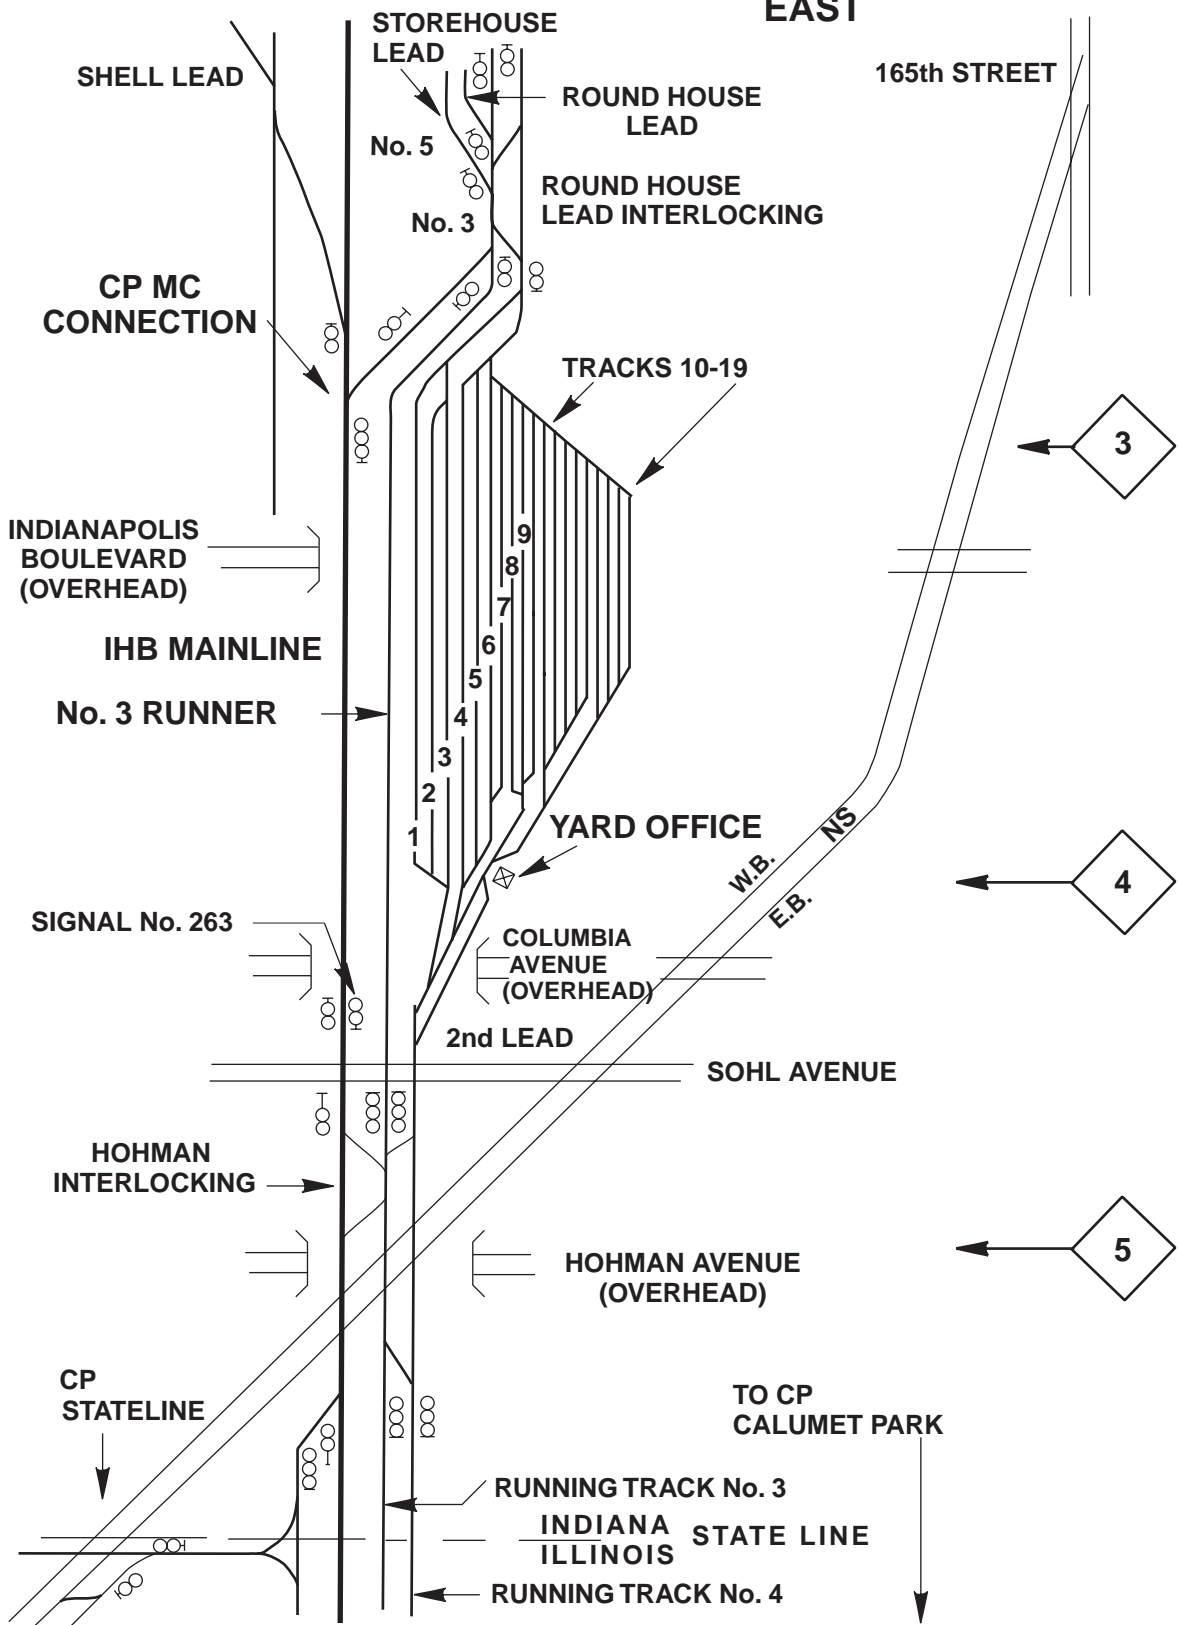 EAST
STOREHOUSE
LEAD
SHELL LEAD
165th STREET
ROUND HOUSE
LEAD
No. 5
ROUND HOUSE
LEAD INTERLOCKING
No. 3
CP MC
CONNECTION
TRACKS 10-19
3
INDIANAPOLIS
BOULEVARD
(OVERHEAD)
9
8
7
6
5
4
3
2
1
IHB MAINLINE
No. 3 RUNNER
YARD OFFICE
NS
W.B.
E.B.
4
SIGNAL No. 263
COLUMBIA
AVENUE
(OVERHEAD)
2nd LEAD
SOHL AVENUE
HOHMAN
INTERLOCKING
HOHMAN AVENUE
(OVERHEAD)
5
CP
STATELINE
TO CP
CALUMET PARK
RUNNING TRACK No. 3
INDIANA
ILLINOIS
STATE LINE
RUNNING TRACK No. 4